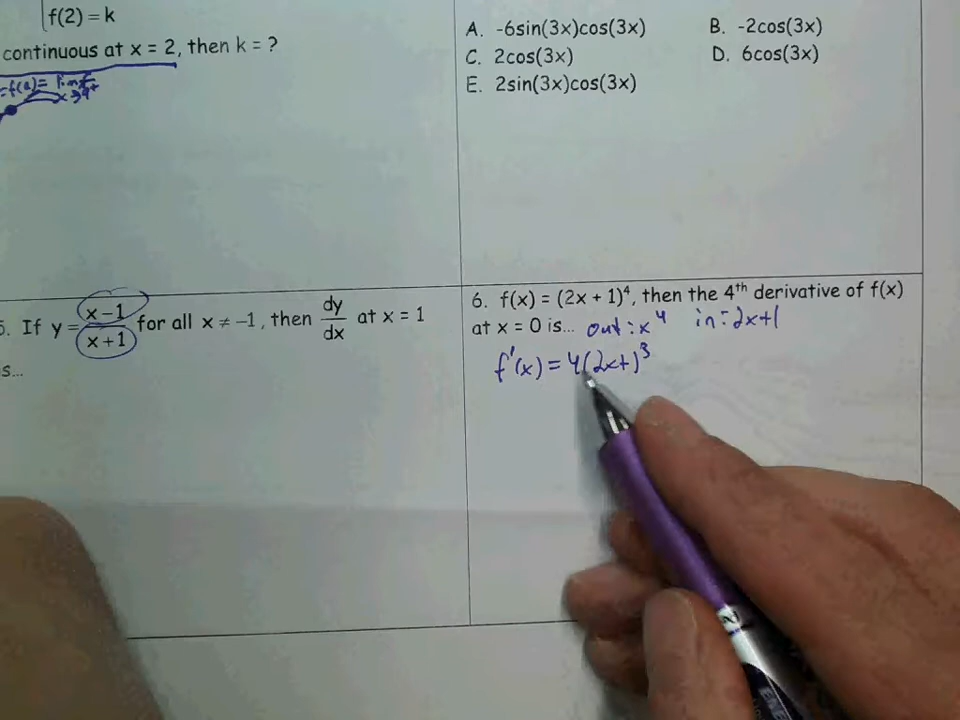 f(2) = k
continuous at x = 2, then k = ?
A. -6sin(3x)cos(3x) B. -2cos(3x)
C. 2cos(3x) D. 6cos(3x)
E. 2sin(3x)cos(3x)
5. If y = x-1/x+1 for all x ≠ -1, then dy/dx at x = 1
s...
6. f(x) = (2x + 1)⁴, then the 4th derivative of f(x)
at x = 0 is... out: x⁴ in: 2x+1
f'(x) = 4(2x+)³